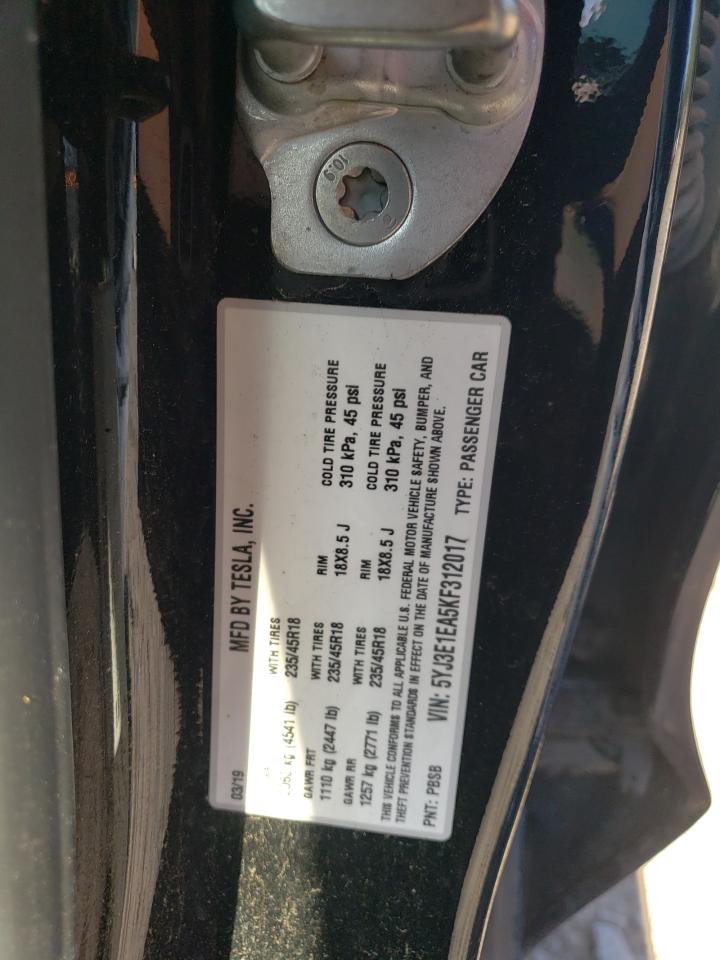 10.9
03/19 MFD BY TESLA, INC.
kg (4541 lb) WITH TIRES 235/45R18
GAWR FRT WITH TIRES RIM COLD TIRE PRESSURE
1110 kg (2447 lb) 235/45R18 18X8.5 J 310 kPa, 45 psi
GAWR RR WITH TIRES RIM COLD TIRE PRESSURE
1257 kg (2771 lb) 235/45R18 18X8.5 J 310 kPa, 45 psi
THIS VEHICLE CONFORMS TO ALL APPLICABLE U.S. FEDERAL MOTOR VEHICLE SAFETY, BUMPER, AND
THEFT PREVENTION STANDARDS IN EFFECT ON THE DATE OF MANUFACTURE SHOWN ABOVE.
PNT: PBSB VIN: 5YJ3E1EA5KF312017 TYPE: PASSENGER CAR